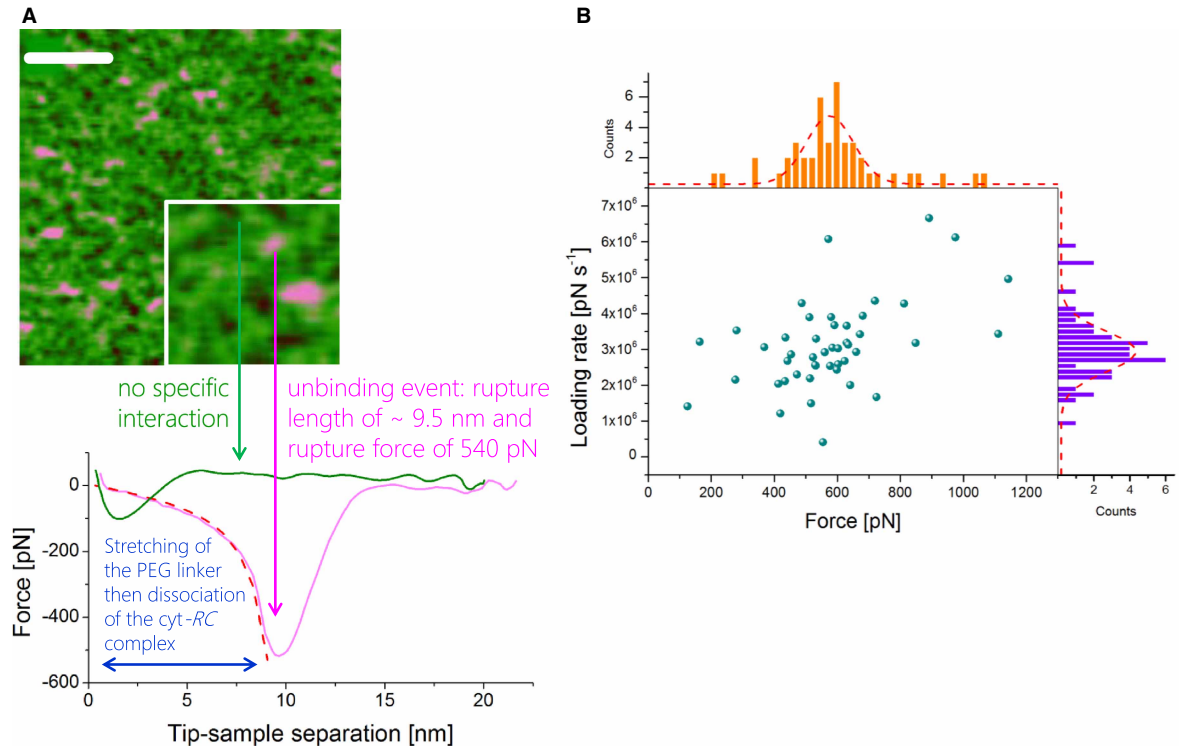 A
no specific
interaction
unbinding event: rupture
length of ~ 9.5 nm and
rupture force of 540 pN
Force [pN]
0
-200
-400
-600
Stretching of
the PEG linker
then dissociation
of the cyt-RC
complex
0 5 10 15 20
Tip-sample separation [nm]
B
Counts
6
4
2
Loading rate [pN s⁻¹]
7x10⁶
6x10⁶
5x10⁶
4x10⁶
3x10⁶
2x10⁶
1x10⁶
0
0 200 400 600 800 1000 1200
Force [pN]
2 4 6
Counts